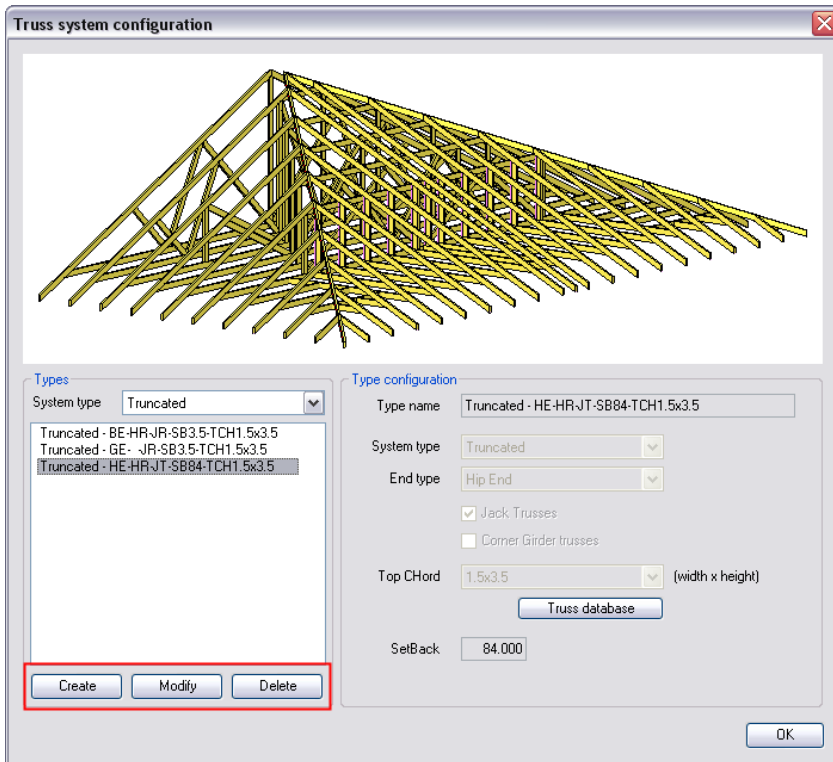 Truss system configuration
Types
System type Truncated
Truncated - BE-HR-JR-SB3.5-TCH1.5x3.5
Truncated - GE- -JR-SB3.5-TCH1.5x3.5
Truncated - HE-HR-JT-SB84-TCH1.5x3.5
Create Modify Delete
Type configuration
Type name Truncated - HE-HR-JT-SB84-TCH1.5x3.5
System type Truncated
End type Hip End
Jack Trusses
Corner Girder trusses
Top CHord 1.5x3.5 (width x height)
Truss database
SetBack 84.000
OK